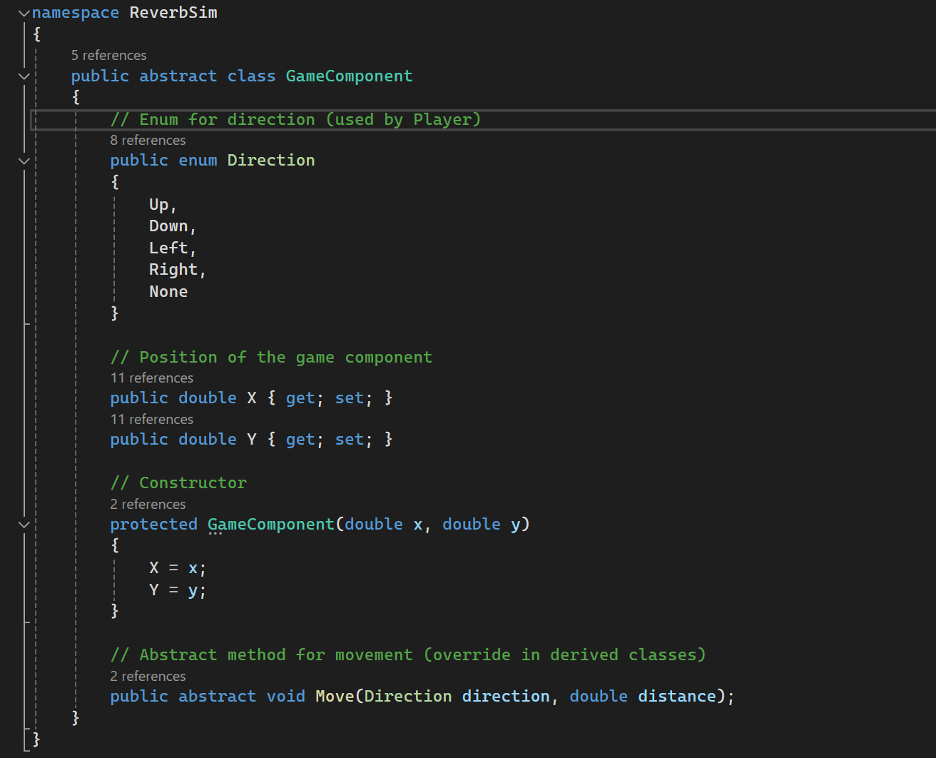 namespace ReverbSim
{
5 references
public abstract class GameComponent
{
// Enum for direction (used by Player)
8 references
public enum Direction
{
Up,
Down,
Left,
Right,
None
}
// Position of the game component
11 references
public double X { get; set; }
11 references
public double Y { get; set; }
// Constructor
2 references
protected GameComponent(double x, double y)
{
X = x;
Y = y;
}
// Abstract method for movement (override in derived classes)
2 references
public abstract void Move(Direction direction, double distance);
}
}